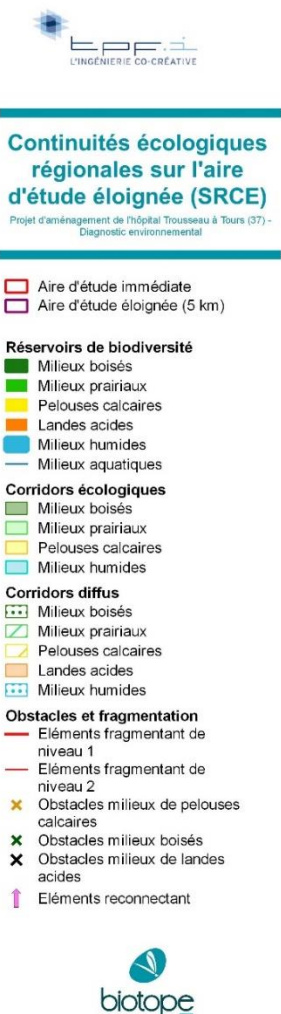 tpf.i
L'INGÉNIERIE CO-CRÉATIVE
Continuités écologiques
régionales sur l'aire
d'étude éloignée (SRCE)
Projet d'aménagement de l'hôpital Trousseau à Tours (37) -
Diagnostic environnemental
Aire d'étude immédiate
Aire d'étude éloignée (5 km)
Réservoirs de biodiversité
Milieux boisés
Milieux prairiaux
Pelouses calcaires
Landes acides
Milieux humides
Milieux aquatiques
Corridors écologiques
Milieux boisés
Milieux prairiaux
Pelouses calcaires
Milieux humides
Corridors diffus
Milieux boisés
Milieux prairiaux
Pelouses calcaires
Landes acides
Milieux humides
Obstacles et fragmentation
Eléments fragmentant de
niveau 1
Eléments fragmentant de
niveau 2
Obstacles milieux de pelouses
calcaires
Obstacles milieux boisés
Obstacles milieux de landes
acides
Eléments reconnectant
biotope